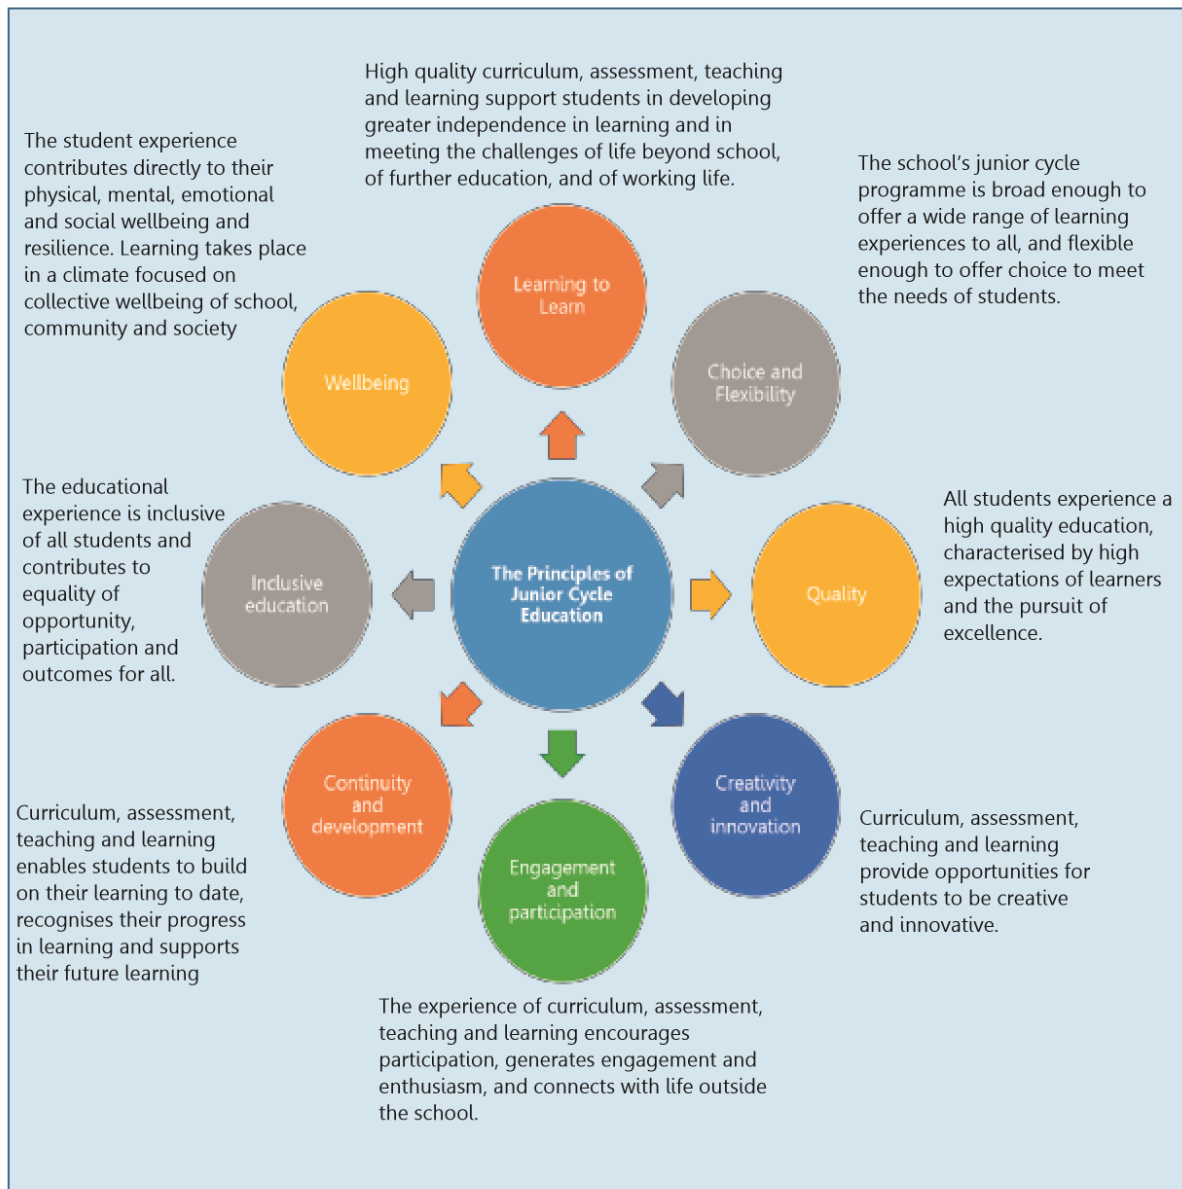 High quality curriculum, assessment, teaching
and learning support students in developing
greater independence in learning and in
meeting the challenges of life beyond school,
of further education, and of working life.
The student experience
contributes directly to their
physical, mental, emotional
and social wellbeing and
resilience. Learning takes place
in a climate focused on
collective wellbeing of school,
community and society
The school’s junior cycle
programme is broad enough to
offer a wide range of learning
experiences to all, and flexible
enough to offer choice to meet
the needs of students.
Learning to
Learn
Wellbeing
Choice and
Flexibility
The educational
experience is inclusive
of all students and
contributes to
equality of
opportunity,
participation and
outcomes for all.
Inclusive
education
The Principles of
Junior Cycle
Education
Quality
All students experience a
high quality education,
characterised by high
expectations of learners
and the pursuit of
excellence.
Continuity
and
development
Creativity
and
innovation
Curriculum, assessment,
teaching and learning
enables students to build
on their learning to date,
recognises their progress
in learning and supports
their future learning
Engagement
and
participation
Curriculum, assessment,
teaching and learning
provide opportunities for
students to be creative
and innovative.
The experience of curriculum, assessment,
teaching and learning encourages
participation, generates engagement and
enthusiasm, and connects with life outside
the school.